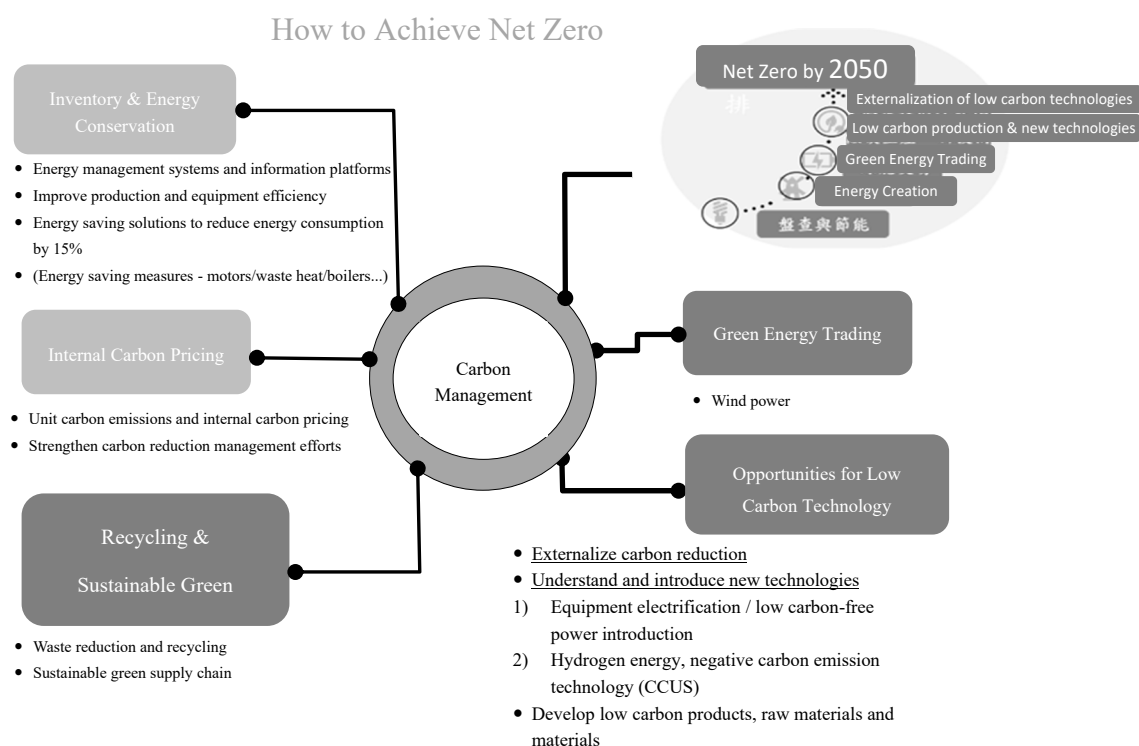 How to Achieve Net Zero
Inventory & Energy
Conservation
• Energy management systems and information platforms
• Improve production and equipment efficiency
• Energy saving solutions to reduce energy consumption
by 15%
• (Energy saving measures - motors/waste heat/boilers...)
Internal Carbon Pricing
• Unit carbon emissions and internal carbon pricing
• Strengthen carbon reduction management efforts
Recycling &
Sustainable Green
• Waste reduction and recycling
• Sustainable green supply chain
Carbon
Management
Net Zero by 2050
排
Externalization of low carbon technologies
Low carbon production & new technologies
Green Energy Trading
Energy Creation
盤查與節能
Green Energy Trading
• Wind power
Opportunities for Low
Carbon Technology
• Externalize carbon reduction
• Understand and introduce new technologies
1) Equipment electrification / low carbon-free
power introduction
2) Hydrogen energy, negative carbon emission
technology (CCUS)
• Develop low carbon products, raw materials and
materials